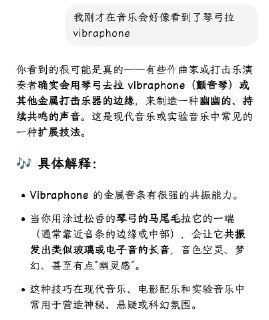 我刚才在音乐会好像看到了琴弓拉
vibraphone
你看到的很可能是真的——有些作曲家或打击乐演
奏者确实会用琴弓去拉 vibraphone（颤音琴）或
其他金属打击乐器的边缘，来制造一种幽幽的、持
续共鸣的声音。这是现代音乐或实验音乐中常见的
一种扩展技法。
🎶 具体解释：
• Vibraphone 的金属音条有很强的共振能力。
• 当你用涂过松香的琴弓的马尾毛拉它的一端
（通常靠近音条的边缘或中部），会让它共振
发出类似玻璃或电子音的长音，音色空灵、梦
幻、甚至有点“幽灵感”。
• 这种技巧在现代音乐、电影配乐和实验音乐中
常用于营造神秘、悬疑或科幻氛围。